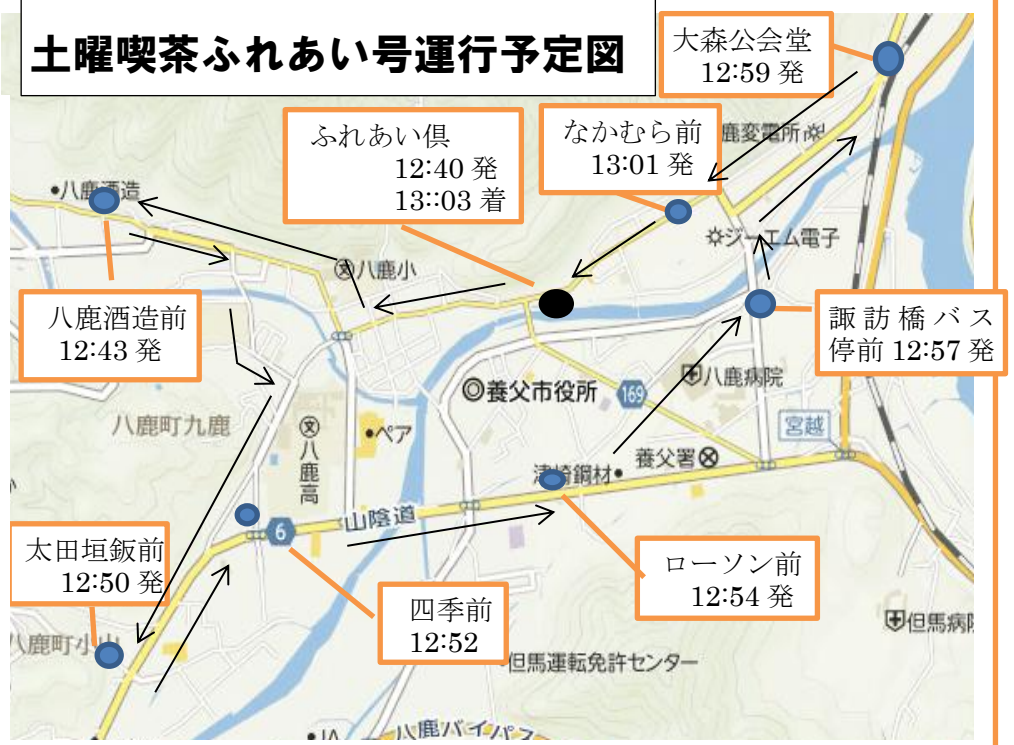 土曜喫茶ふれあい号運行予定図
大森公会堂
12:59 発
ふれあい倶
12:40 発
13::03 着
なかむら前
13:01 発
鹿変電所
•八鹿酒造
ジーエム電子
八鹿小
八鹿酒造前
12:43 発
諏訪橋バス
停前 12:57 発
◎養父市役所
169
八鹿病院
八鹿町九鹿
八鹿高
•ペア
宮越
養父署
津崎鋼材•
山陰道
6
太田垣鈑前
12:50 発
ローソン前
12:54 発
四季前
12:52
八鹿町小山
但馬病院
•但馬運転免許センター
•JA
八鹿バイパス